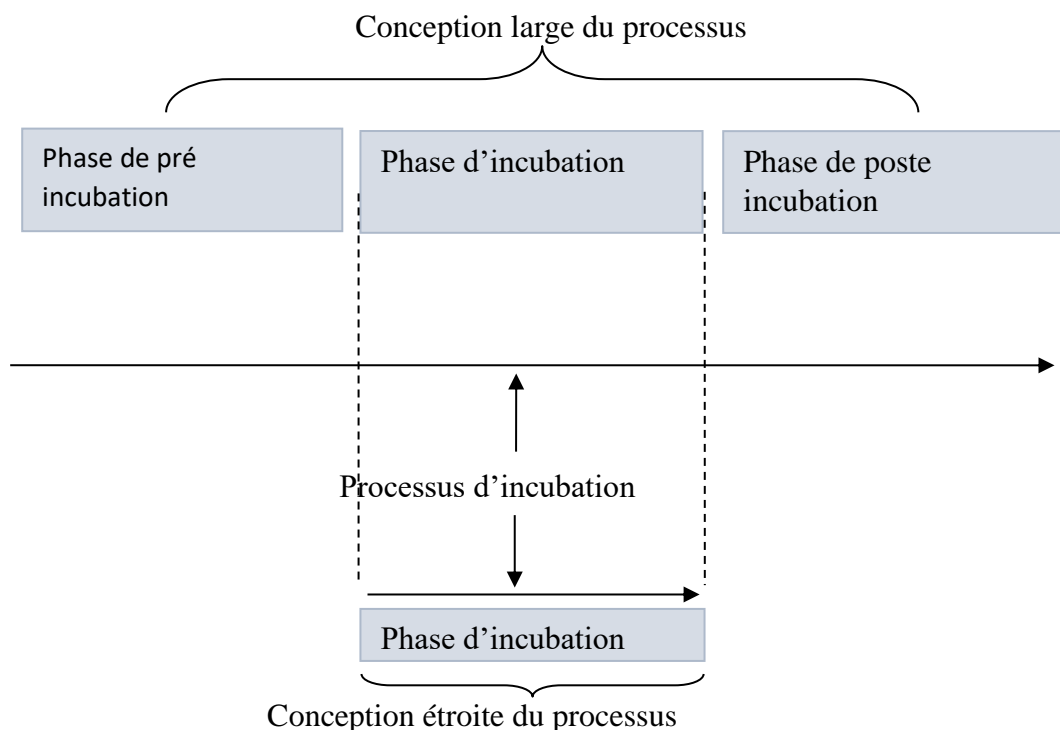 Conception large du processus
Phase de pré
incubation
Phase d’incubation
Phase de poste
incubation
Processus d’incubation
Phase d’incubation
Conception étroite du processus